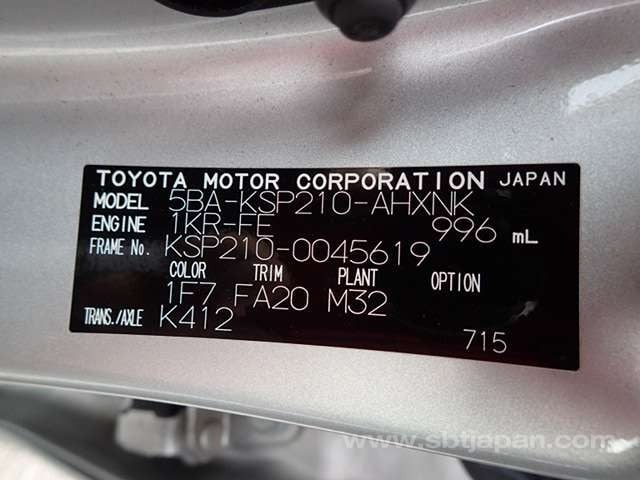 TOYOTA MOTOR CORPORATION JAPAN
MODEL 5BA-KSP210-AHXNK
ENGINE 1KR-FE 996 mL
FRAME No. KSP210-0045619
COLOR TRIM PLANT OPTION
1F7 FA20 M32
TRANS./AXLE K412
715
www.sbtjapan.com